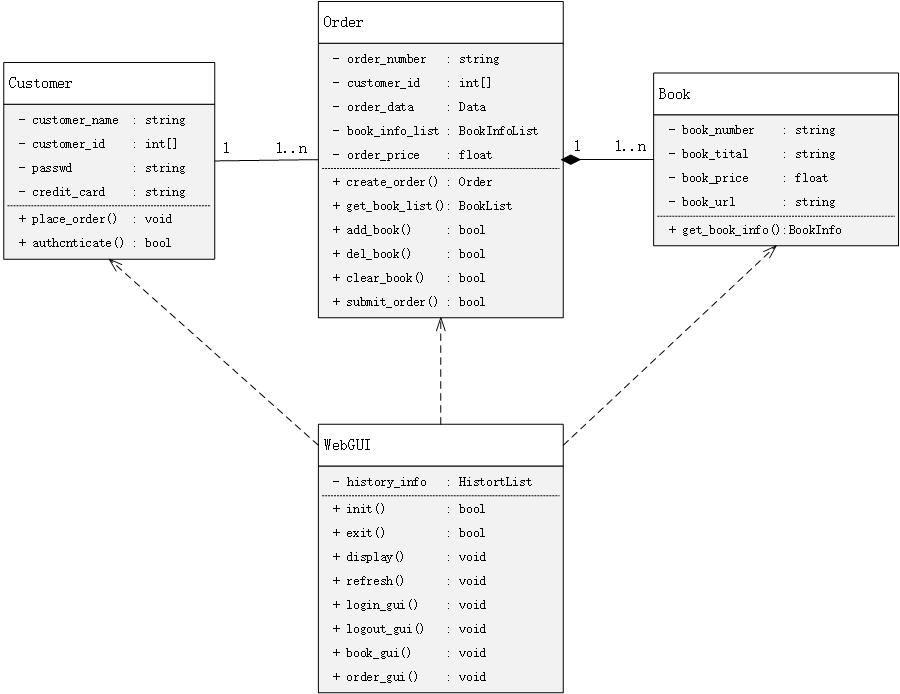 Order
- order_number : string
- customer_id : int[]
- order_data : Data
- book_info_list : BookInfoList
- order_price : float
+ create_order() : Order
+ get_book_list(): BookList
+ add_book() : bool
+ del_book() : bool
+ clear_book() : bool
+ submit_order() : bool
Customer
- customer_name : string
- customer_id : int[]
- passwd : string
- credit_card : string
+ place_order() : void
+ authcnticate() : bool
1
1..n
1
1..n
Book
- book_number : string
- book_tital : string
- book_price : float
- book_url : string
+ get_book_info():BookInfo
WebGUI
- history_info : HistortList
+ init() : bool
+ exit() : bool
+ display() : void
+ refresh() : void
+ login_gui() : void
+ logout_gui() : void
+ book_gui() : void
+ order_gui() : void